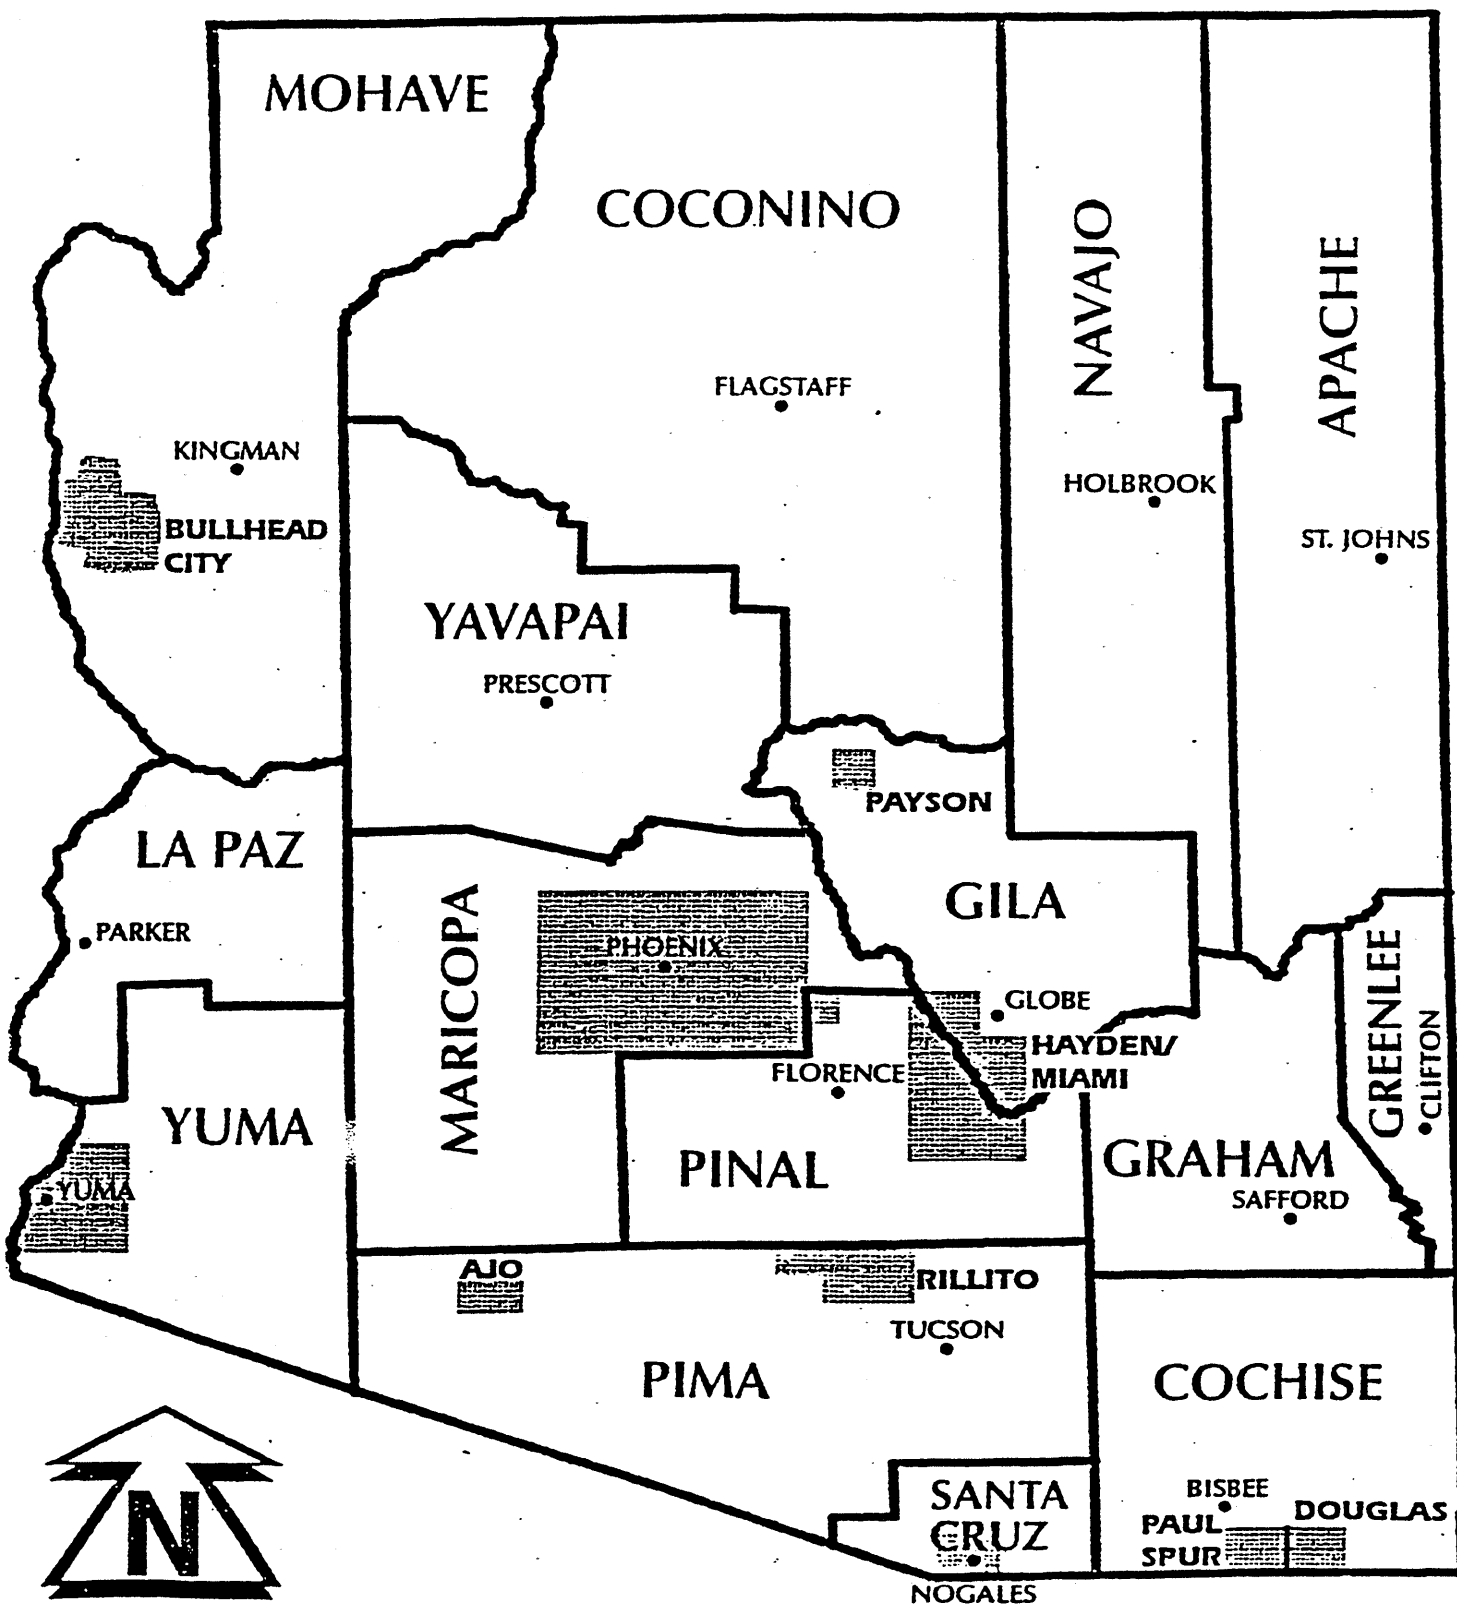 MOHAVE
COCONINO
NAVAJO
APACHE
FLAGSTAFF
KINGMAN
HOLBROOK
BULLHEAD
CITY
ST. JOHNS
YAVAPAI
PRESCOTT
PAYSON
LA PAZ
GILA
MARICOPA
PHOENIX
PARKER
GREENLEE
CLIFTON
GLOBE
HAYDEN/
MIAMI
FLORENCE
YUMA
YUMA
PINAL
GRAHAM
SAFFORD
AJO
RILLITO
TUCSON
PIMA
COCHISE
SANTA
CRUZ
NOGALES
BISBEE
PAUL
SPUR
DOUGLAS
N